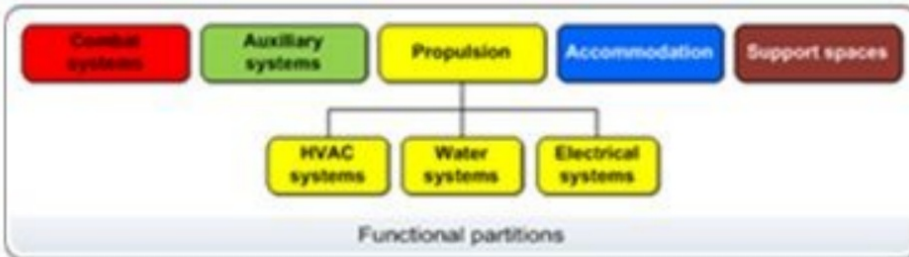 Combat
systems
Auxiliary
systems
Propulsion
Accommodation
Support spaces
HVAC
systems
Water
systems
Electrical
systems
Functional partitions